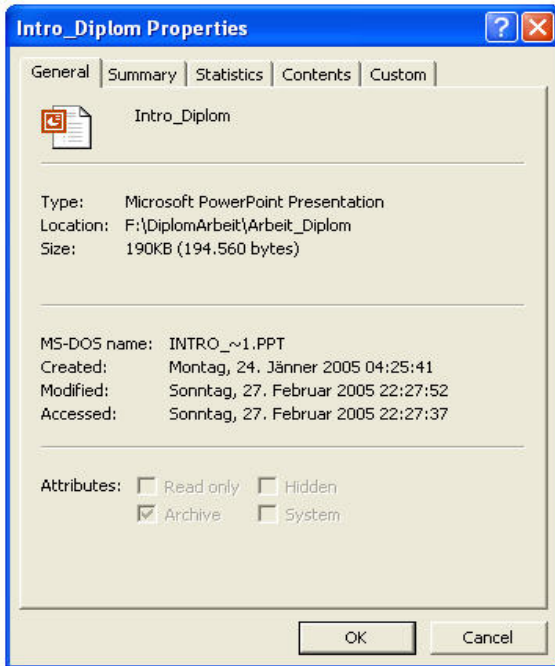 Intro_Diplom Properties
General Summary Statistics Contents Custom
Intro_Diplom
Type: Microsoft PowerPoint Presentation
Location: F:\DiplomArbeit\Arbeit_Diplom
Size: 190KB (194.560 bytes)
MS-DOS name: INTRO_~1.PPT
Created: Montag, 24. Jänner 2005 04:25:41
Modified: Sonntag, 27. Februar 2005 22:27:52
Accessed: Sonntag, 27. Februar 2005 22:27:37
Attributes: Read only Hidden
Archive System
OK Cancel